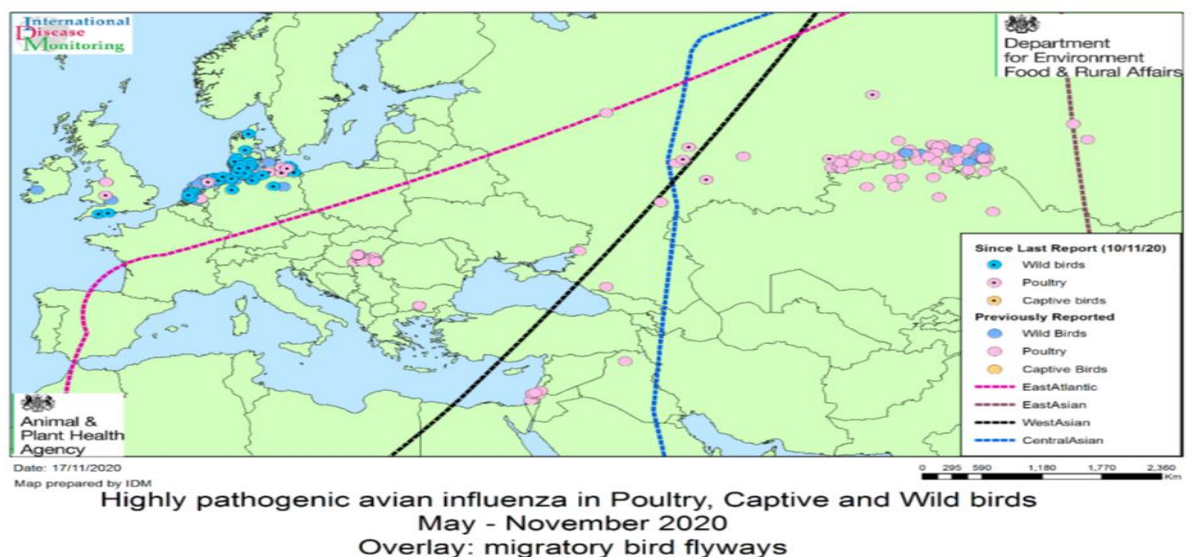 International
Disease
Monitoring
Department
for Environment
Food & Rural Affairs
Since Last Report (10/11/20)
Wild birds
Poultry
Captive birds
Previously Reported
Wild Birds
Poultry
Captive Birds
EastAtlantic
EastAsian
WestAsian
CentralAsian
Animal &
Plant Health
Agency
Date: 17/11/2020
Map prepared by IDM
0 295 590 1,180 1,770 2,360
Km
Highly pathogenic avian influenza in Poultry, Captive and Wild birds
May - November 2020
Overlay: migratory bird flyways